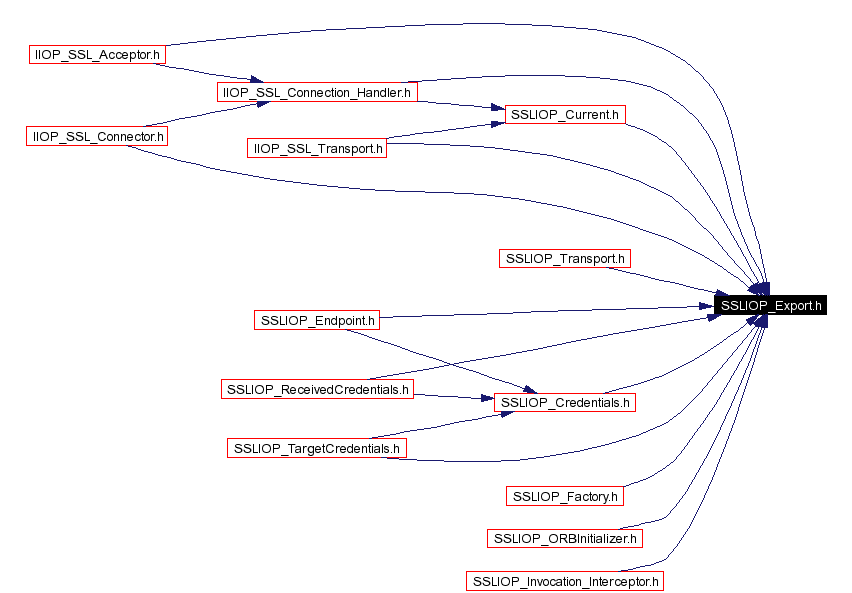 IIOP_SSL_Acceptor.h
IIOP_SSL_Connection_Handler.h
SSLIOP_Current.h
IIOP_SSL_Connector.h
IIOP_SSL_Transport.h
SSLIOP_Transport.h
SSLIOP_Export.h
SSLIOP_Endpoint.h
SSLIOP_ReceivedCredentials.h
SSLIOP_Credentials.h
SSLIOP_TargetCredentials.h
SSLIOP_Factory.h
SSLIOP_ORBInitializer.h
SSLIOP_Invocation_Interceptor.h